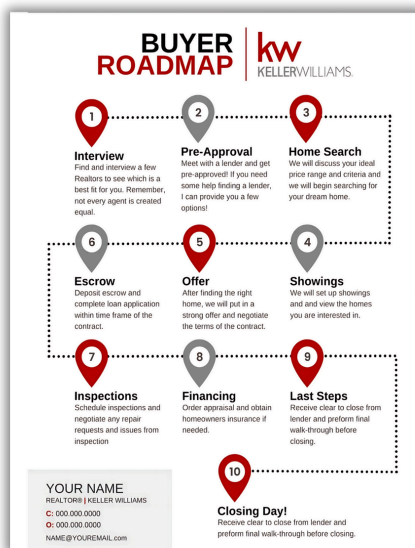 BUYER
ROADMAP
kw
KELLERWILLIAMS.
1
Interview
Find and interview a few
Realtors to see which is a
best fit for you. Remember,
not every agent is created
equal.
2
Pre-Approval
Meet with a lender and get
pre-approved! If you need
some help finding a lender,
I can provide you a few
options!
3
Home Search
We will discuss your ideal
price range and criteria and
we will begin searching for
your dream home.
4
Showings
We will set up showings
and and view the homes
you are interested in.
5
Offer
After finding the right
home, we will put in a
strong offer and negotiate
the terms of the contract.
6
Escrow
Deposit escrow and
complete loan application
within time frame of the
contract.
7
Inspections
Schedule inspections and
negotiate any repair
requests and issues from
inspection
8
Financing
Order appraisal and obtain
homeowners insurance if
needed.
9
Last Steps
Receive clear to close from
lender and preform final
walk-through before
closing.
10
Closing Day!
Receive clear to close from lender and
preform final walk-through before closing.
YOUR NAME
REALTOR® | KELLER WILLIAMS
C: 000.000.0000
O: 000.000.0000
NAME@YOUREMAIL.com